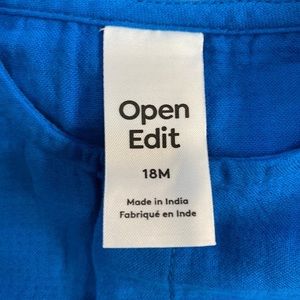 Open
Edit
18M
Made in India
Fabriqué en Inde